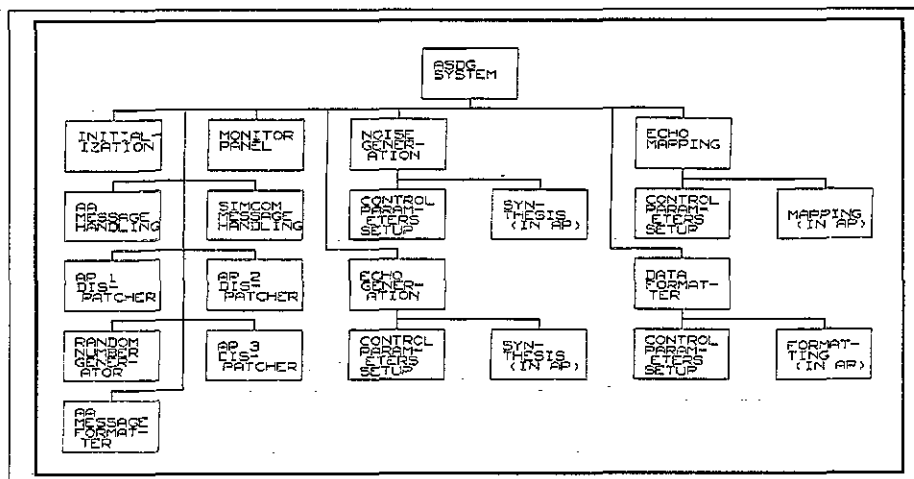 ASDG
SYSTEM
INITIAL-
IZATION
MONITOR
PANEL
NOISE
GENER-
ATION
ECHO
MAPPING
AA
MESSAGE
HANDLING
SIMCOM
MESSAGE
HANDLING
CONTROL
PARAM-
ETERS
SETUP
SYN-
THESIS
(IN AP)
CONTROL
PARAM-
ETERS
SETUP
MAPPING
(IN AP)
AP 1
DIS-
PATCHER
AP 2
DIS-
PATCHER
ECHO
GENER-
ATION
DATA
FORMAT-
TER
RANDOM
NUMBER
GENER-
ATOR
AP 3
DIS-
PATCHER
CONTROL
PARAM-
ETERS
SETUP
SYN-
THESIS
(IN AP)
CONTROL
PARAM-
ETERS
SETUP
FORMAT-
TING
(IN AP)
AA
MESSAGE
FORMAT-
TER